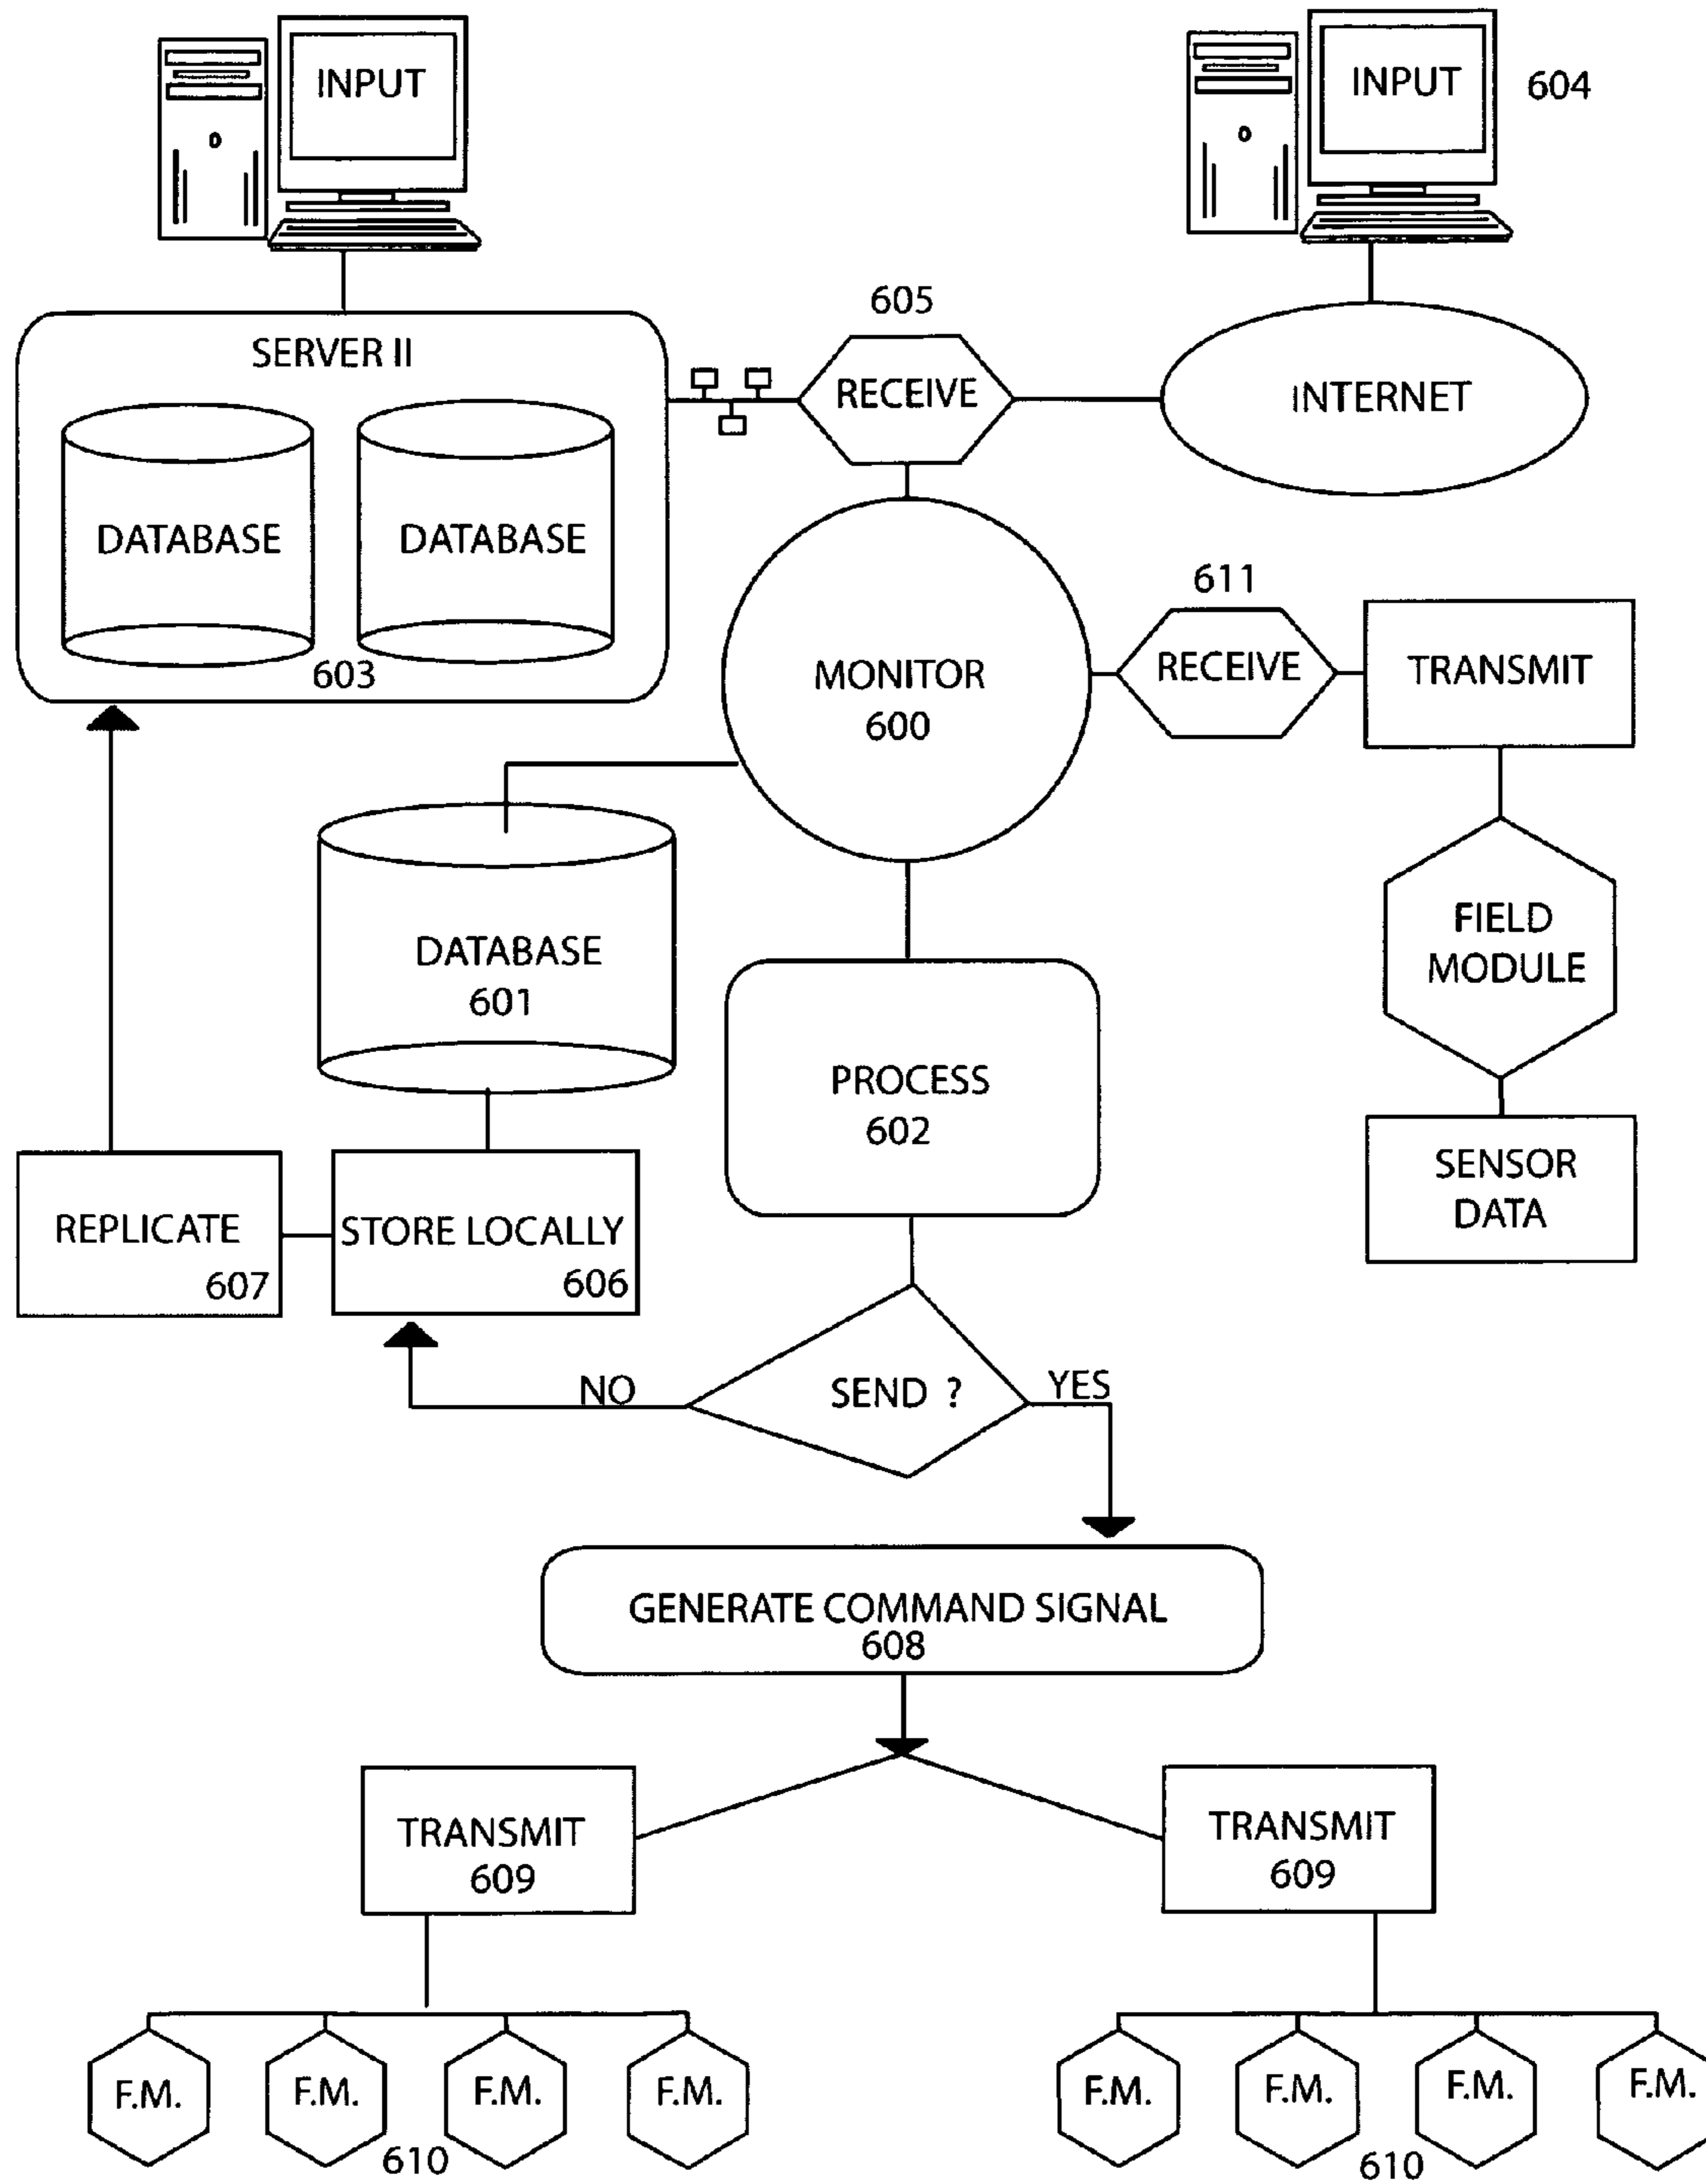 INPUT
INPUT
604
605
SERVER II
RECEIVE
INTERNET
DATABASE
DATABASE
603
611
MONITOR
600
RECEIVE
TRANSMIT
FIELD
MODULE
DATABASE
601
PROCESS
602
SENSOR
DATA
REPLICATE
607
STORE LOCALLY
606
NO
SEND ?
YES
GENERATE COMMAND SIGNAL
608
TRANSMIT
609
TRANSMIT
609
F.M.
F.M.
F.M.
F.M.
610
F.M.
F.M.
F.M.
F.M.
610